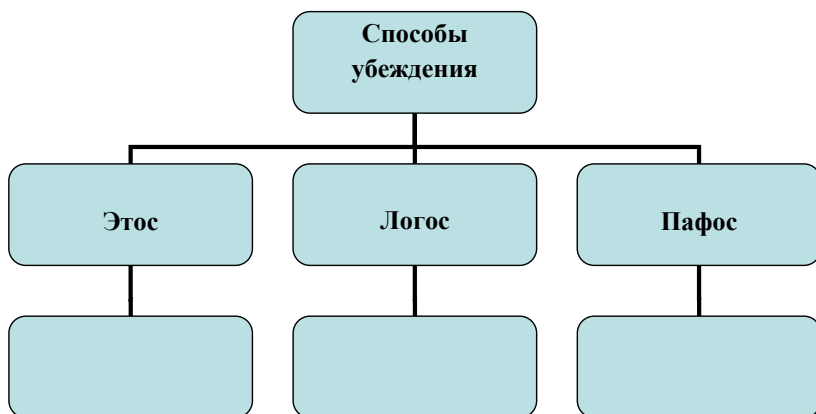 Способы
убеждения
Этос
Логос
Пафос